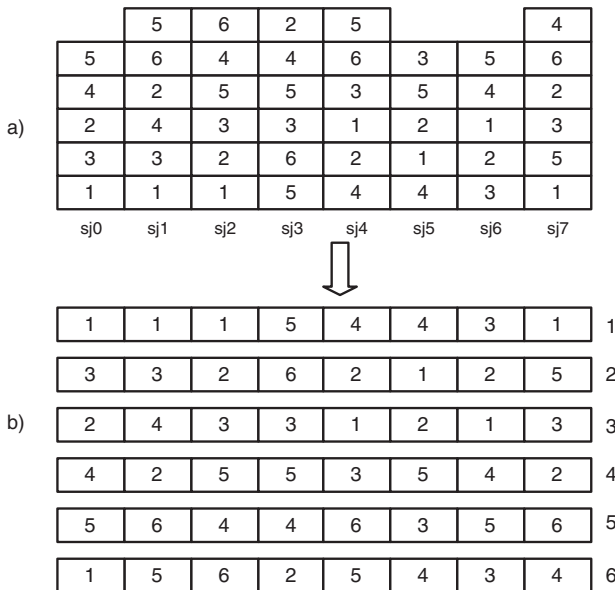 5 6 2 5 4
5 6 4 4 6 3 5 6
4 2 5 5 3 5 4 2
a)
2 4 3 3 1 2 1 3
3 3 2 6 2 1 2 5
1 1 1 5 4 4 3 1
sj0 sj1 sj2 sj3 sj4 sj5 sj6 sj7
1 1 1 5 4 4 3 1 1
3 3 2 6 2 1 2 5 2
b) 2 4 3 3 1 2 1 3 3
4 2 5 5 3 5 4 2 4
5 6 4 4 6 3 5 6 5
1 5 6 2 5 4 3 4 6